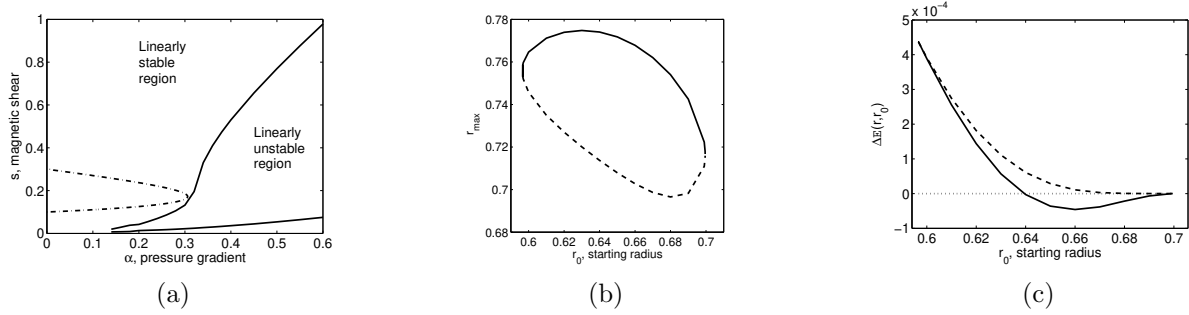 1
0.8
0.6
0.4
0.2
0
s, magnetic shear
Linearly
stable
region
Linearly
unstable
region
0 0.1 0.2 0.3 0.4 0.5 0.6
α, pressure gradient
(a)
0.78
0.76
0.74
0.72
0.7
0.68
r_max
0.6 0.62 0.64 0.66 0.68 0.7
r_0, starting radius
(b)
x 10^-4
5
4
3
2
1
0
−1
ΔE(r,r_0)
0.6 0.62 0.64 0.66 0.68 0.7
r_0, starting radius
(c)